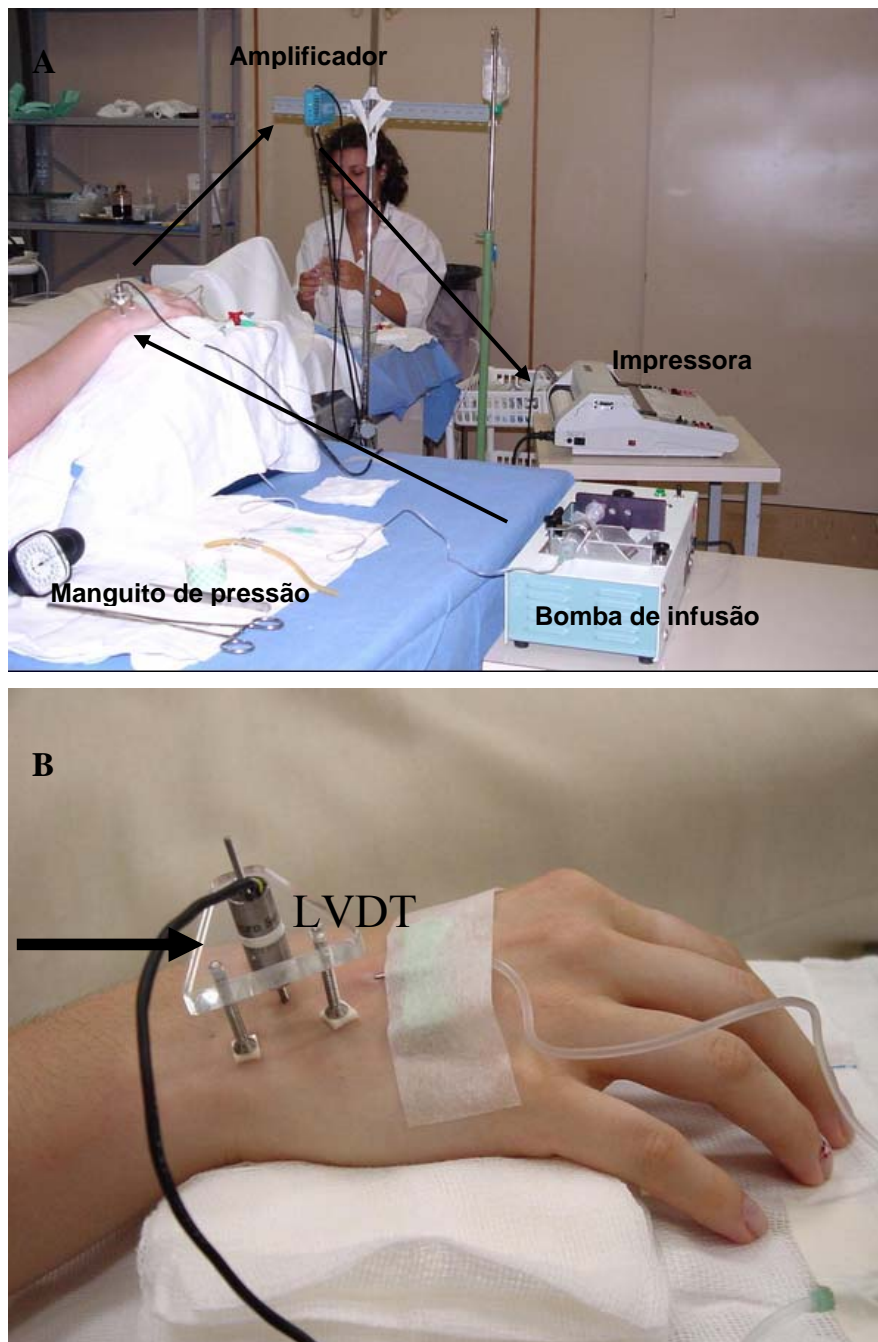 A
Amplificador
Impressora
Manguito de pressão
Bomba de infusão
B
LVDT